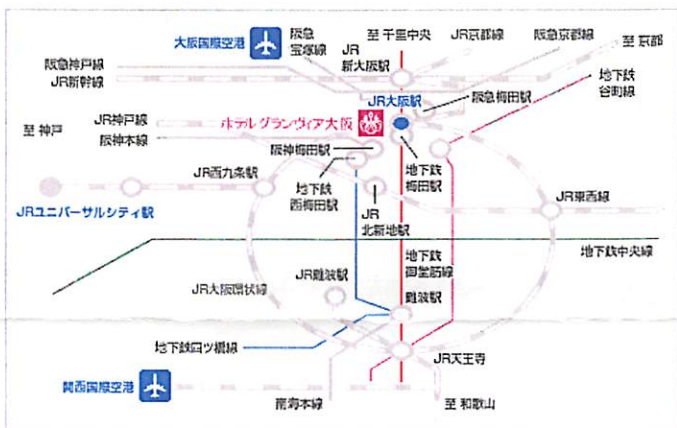 大阪国際空港
阪急
宝塚線
至 千里中央
JR京都線
阪急京都線
至 京都
JR
新大阪駅
阪急神戸線
JR新幹線
地下鉄
谷町線
JR大阪駅
阪急梅田駅
ホテルグランヴィア大阪
JR神戸線
至 神戸
阪神本線
阪神梅田駅
地下鉄
梅田駅
JR西九条駅
地下鉄
西梅田駅
JRユニバーサルシティ駅
JR
北新地駅
JR東西線
地下鉄中央線
地下鉄
御堂筋線
JR難波駅
JR大阪環状線
難波駅
地下鉄四ツ橋線
JR天王寺
関西国際空港
南海本線
至 和歌山